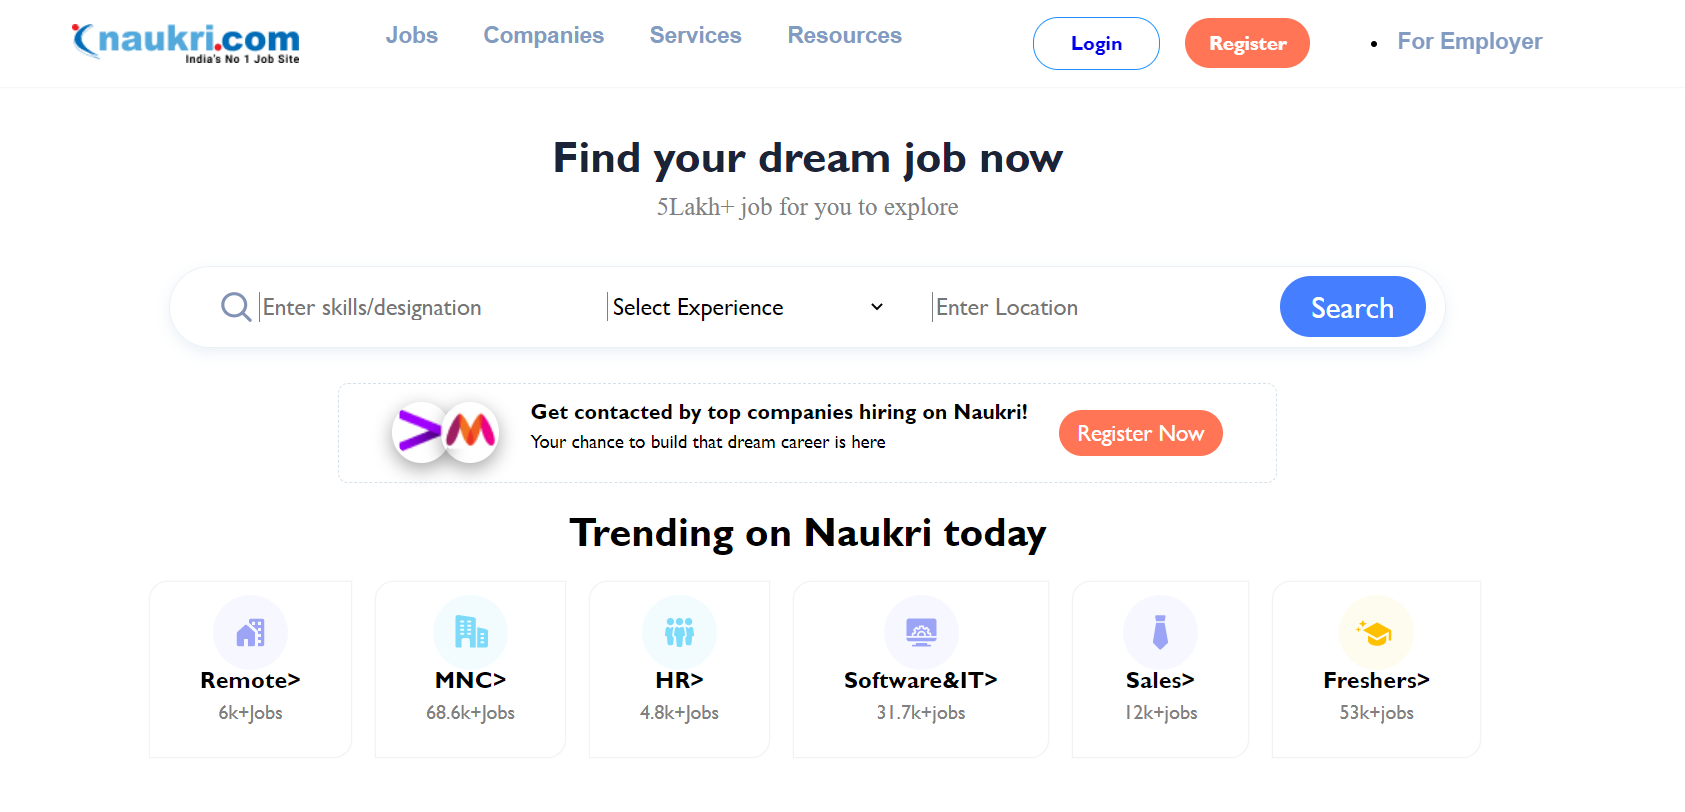 naukri.com
India's No 1 Job Site
Jobs
Companies
Services
Resources
Login
Register
For Employer
Find your dream job now
5Lakh+ job for you to explore
Enter skills/designation
Select Experience
Enter Location
Search
Get contacted by top companies hiring on Naukri!
Your chance to build that dream career is here
Register Now
Trending on Naukri today
Remote>
6k+Jobs
MNC>
68.6k+Jobs
HR>
4.8k+Jobs
Software&IT>
31.7k+jobs
Sales>
12k+jobs
Freshers>
53k+jobs